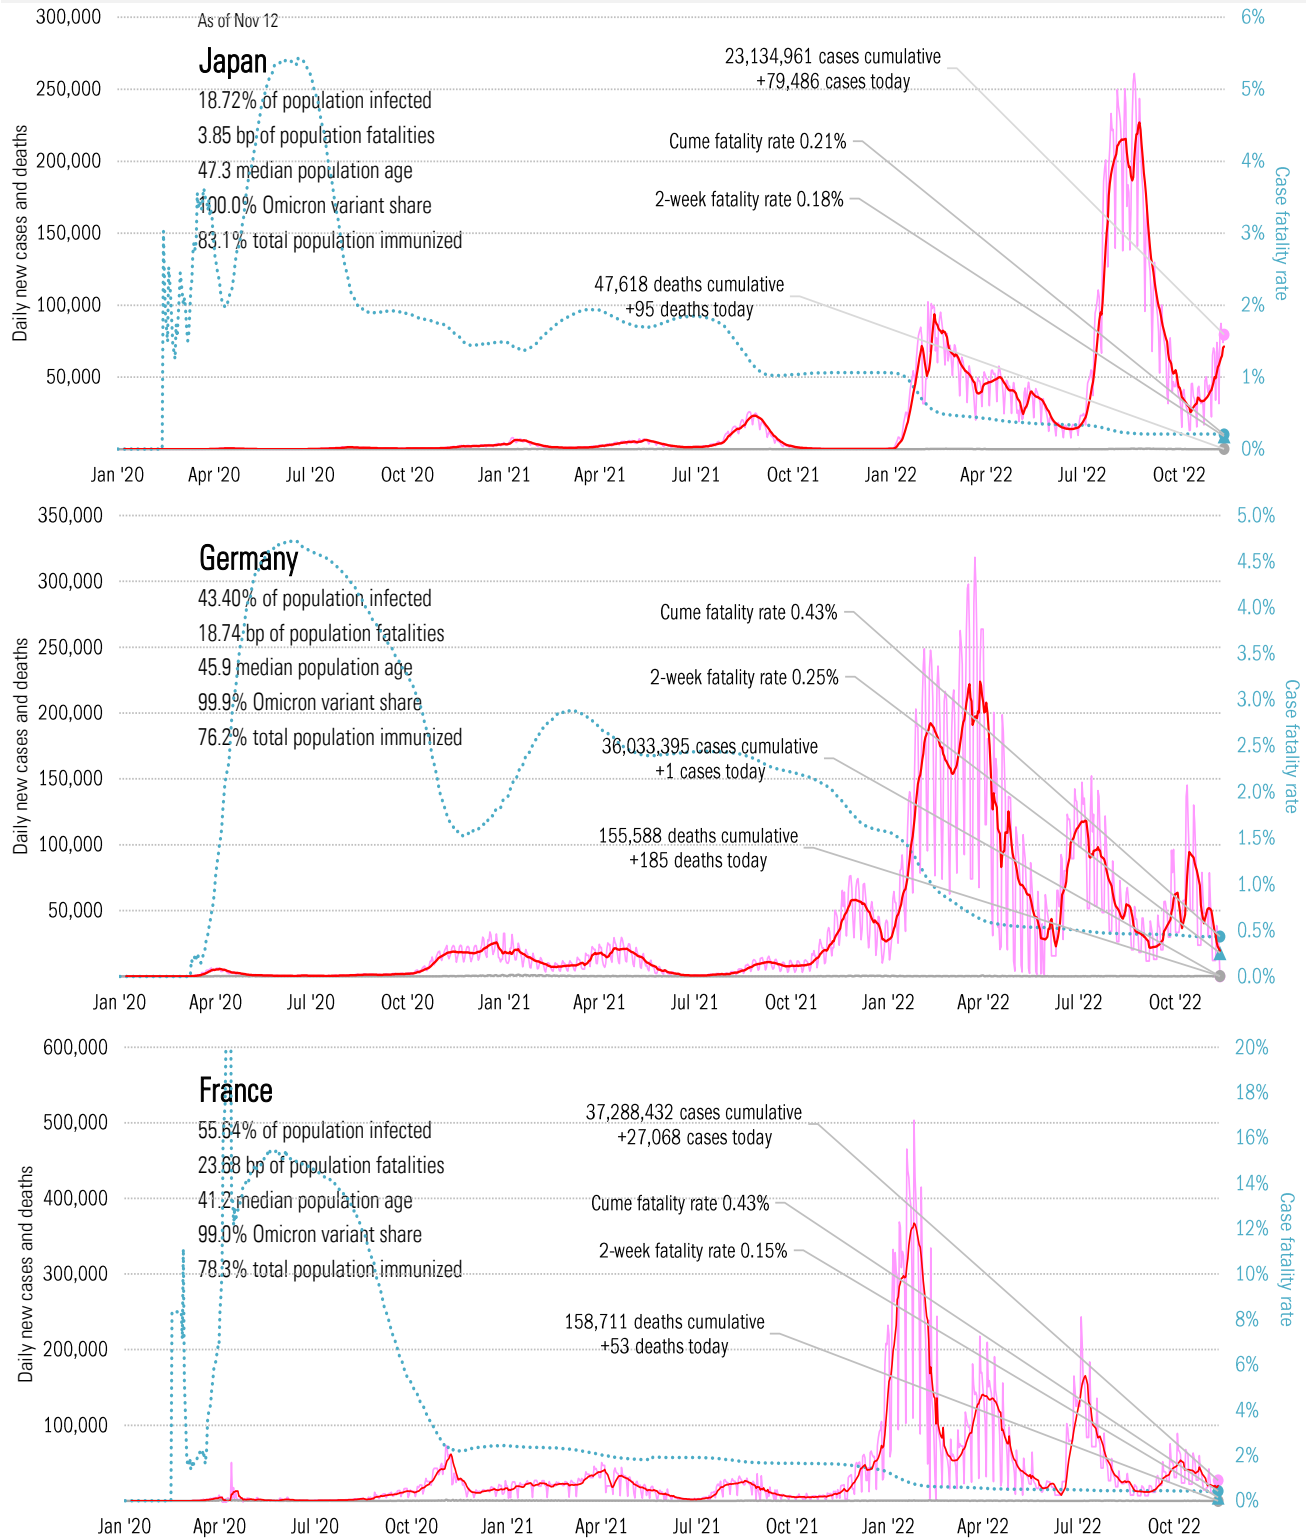 300,000
As of Nov 12
6%
Japan
18.72% of population infected
3.85 bp of population fatalities
47.3 median population age
100.0% Omicron variant share
83.1% total population immunized
23,134,961 cases cumulative
+79,486 cases today
Cume fatality rate 0.21%
2-week fatality rate 0.18%
47,618 deaths cumulative
+95 deaths today
250,000
200,000
150,000
100,000
50,000
Daily new cases and deaths
5%
4%
3%
2%
1%
0%
Case fatality rate
Jan '20 Apr '20 Jul '20 Oct '20 Jan '21 Apr '21 Jul '21 Oct '21 Jan '22 Apr '22 Jul '22 Oct '22
350,000
300,000
250,000
200,000
150,000
100,000
50,000
Daily new cases and deaths
Germany
43.40% of population infected
18.74 bp of population fatalities
45.9 median population age
99.9% Omicron variant share
76.2% total population immunized
Cume fatality rate 0.43%
2-week fatality rate 0.25%
36,033,395 cases cumulative
+1 cases today
155,588 deaths cumulative
+185 deaths today
5.0%
4.5%
4.0%
3.5%
3.0%
2.5%
2.0%
1.5%
1.0%
0.5%
0.0%
Case fatality rate
Jan '20 Apr '20 Jul '20 Oct '20 Jan '21 Apr '21 Jul '21 Oct '21 Jan '22 Apr '22 Jul '22 Oct '22
600,000
500,000
400,000
300,000
200,000
100,000
Daily new cases and deaths
France
55.64% of population infected
23.68 bp of population fatalities
41.2 median population age
99.0% Omicron variant share
78.3% total population immunized
37,288,432 cases cumulative
+27,068 cases today
Cume fatality rate 0.43%
2-week fatality rate 0.15%
158,711 deaths cumulative
+53 deaths today
20%
18%
16%
14%
12%
10%
8%
6%
4%
2%
0%
Case fatality rate
Jan '20 Apr '20 Jul '20 Oct '20 Jan '21 Apr '21 Jul '21 Oct '21 Jan '22 Apr '22 Jul '22 Oct '22